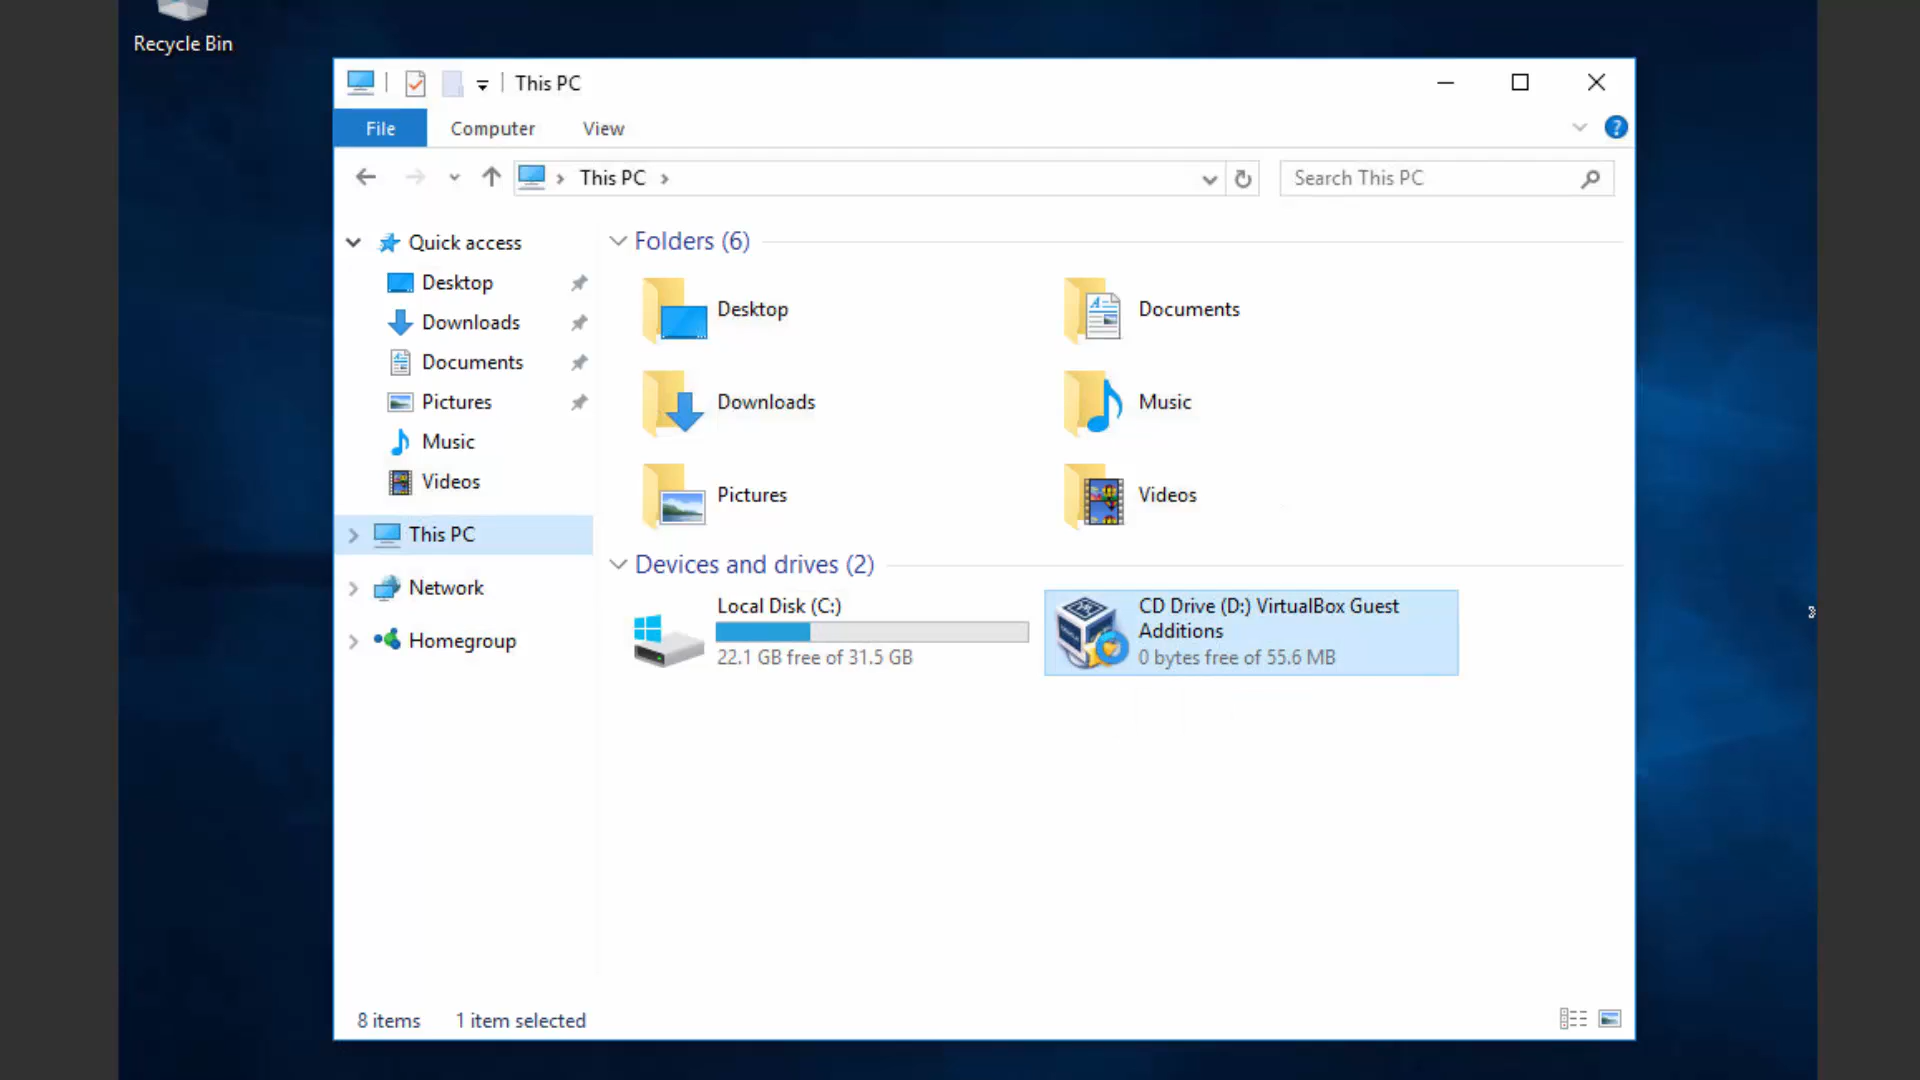 Recycle Bin
This PC
File
Computer
View
This PC
Search This PC
Quick access
Desktop
Downloads
Documents
Pictures
Music
Videos
This PC
Network
Homegroup
Folders (6)
Desktop
Documents
Downloads
Music
Pictures
Videos
Devices and drives (2)
Local Disk (C:)
22.1 GB free of 31.5 GB
CD Drive (D:) VirtualBox Guest
Additions
0 bytes free of 55.6 MB
8 items
1 item selected